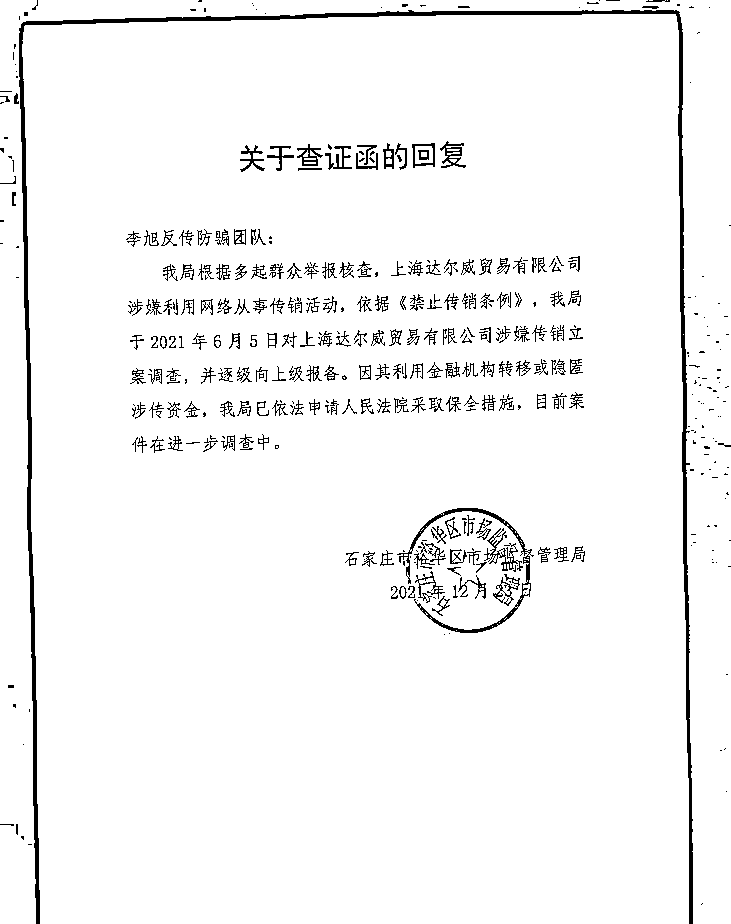 关于查证函的回复
李旭反传防骗团队：
我局根据多起群众举报核查，上海达尔威贸易有限公司
涉嫌利用网络从事传销活动，依据《禁止传销条例》，我局
于 2021 年 6 月 5 日对上海达尔威贸易有限公司涉嫌传销立
案调查，并逐级向上级报备。因其利用金融机构转移或隐匿
涉传资金，我局已依法申请人民法院采取保全措施，目前案
件在进一步调查中。
石家庄市裕华区市场监督管理局
2021 年 12 月 日
石家庄市裕华区市场监督管理局